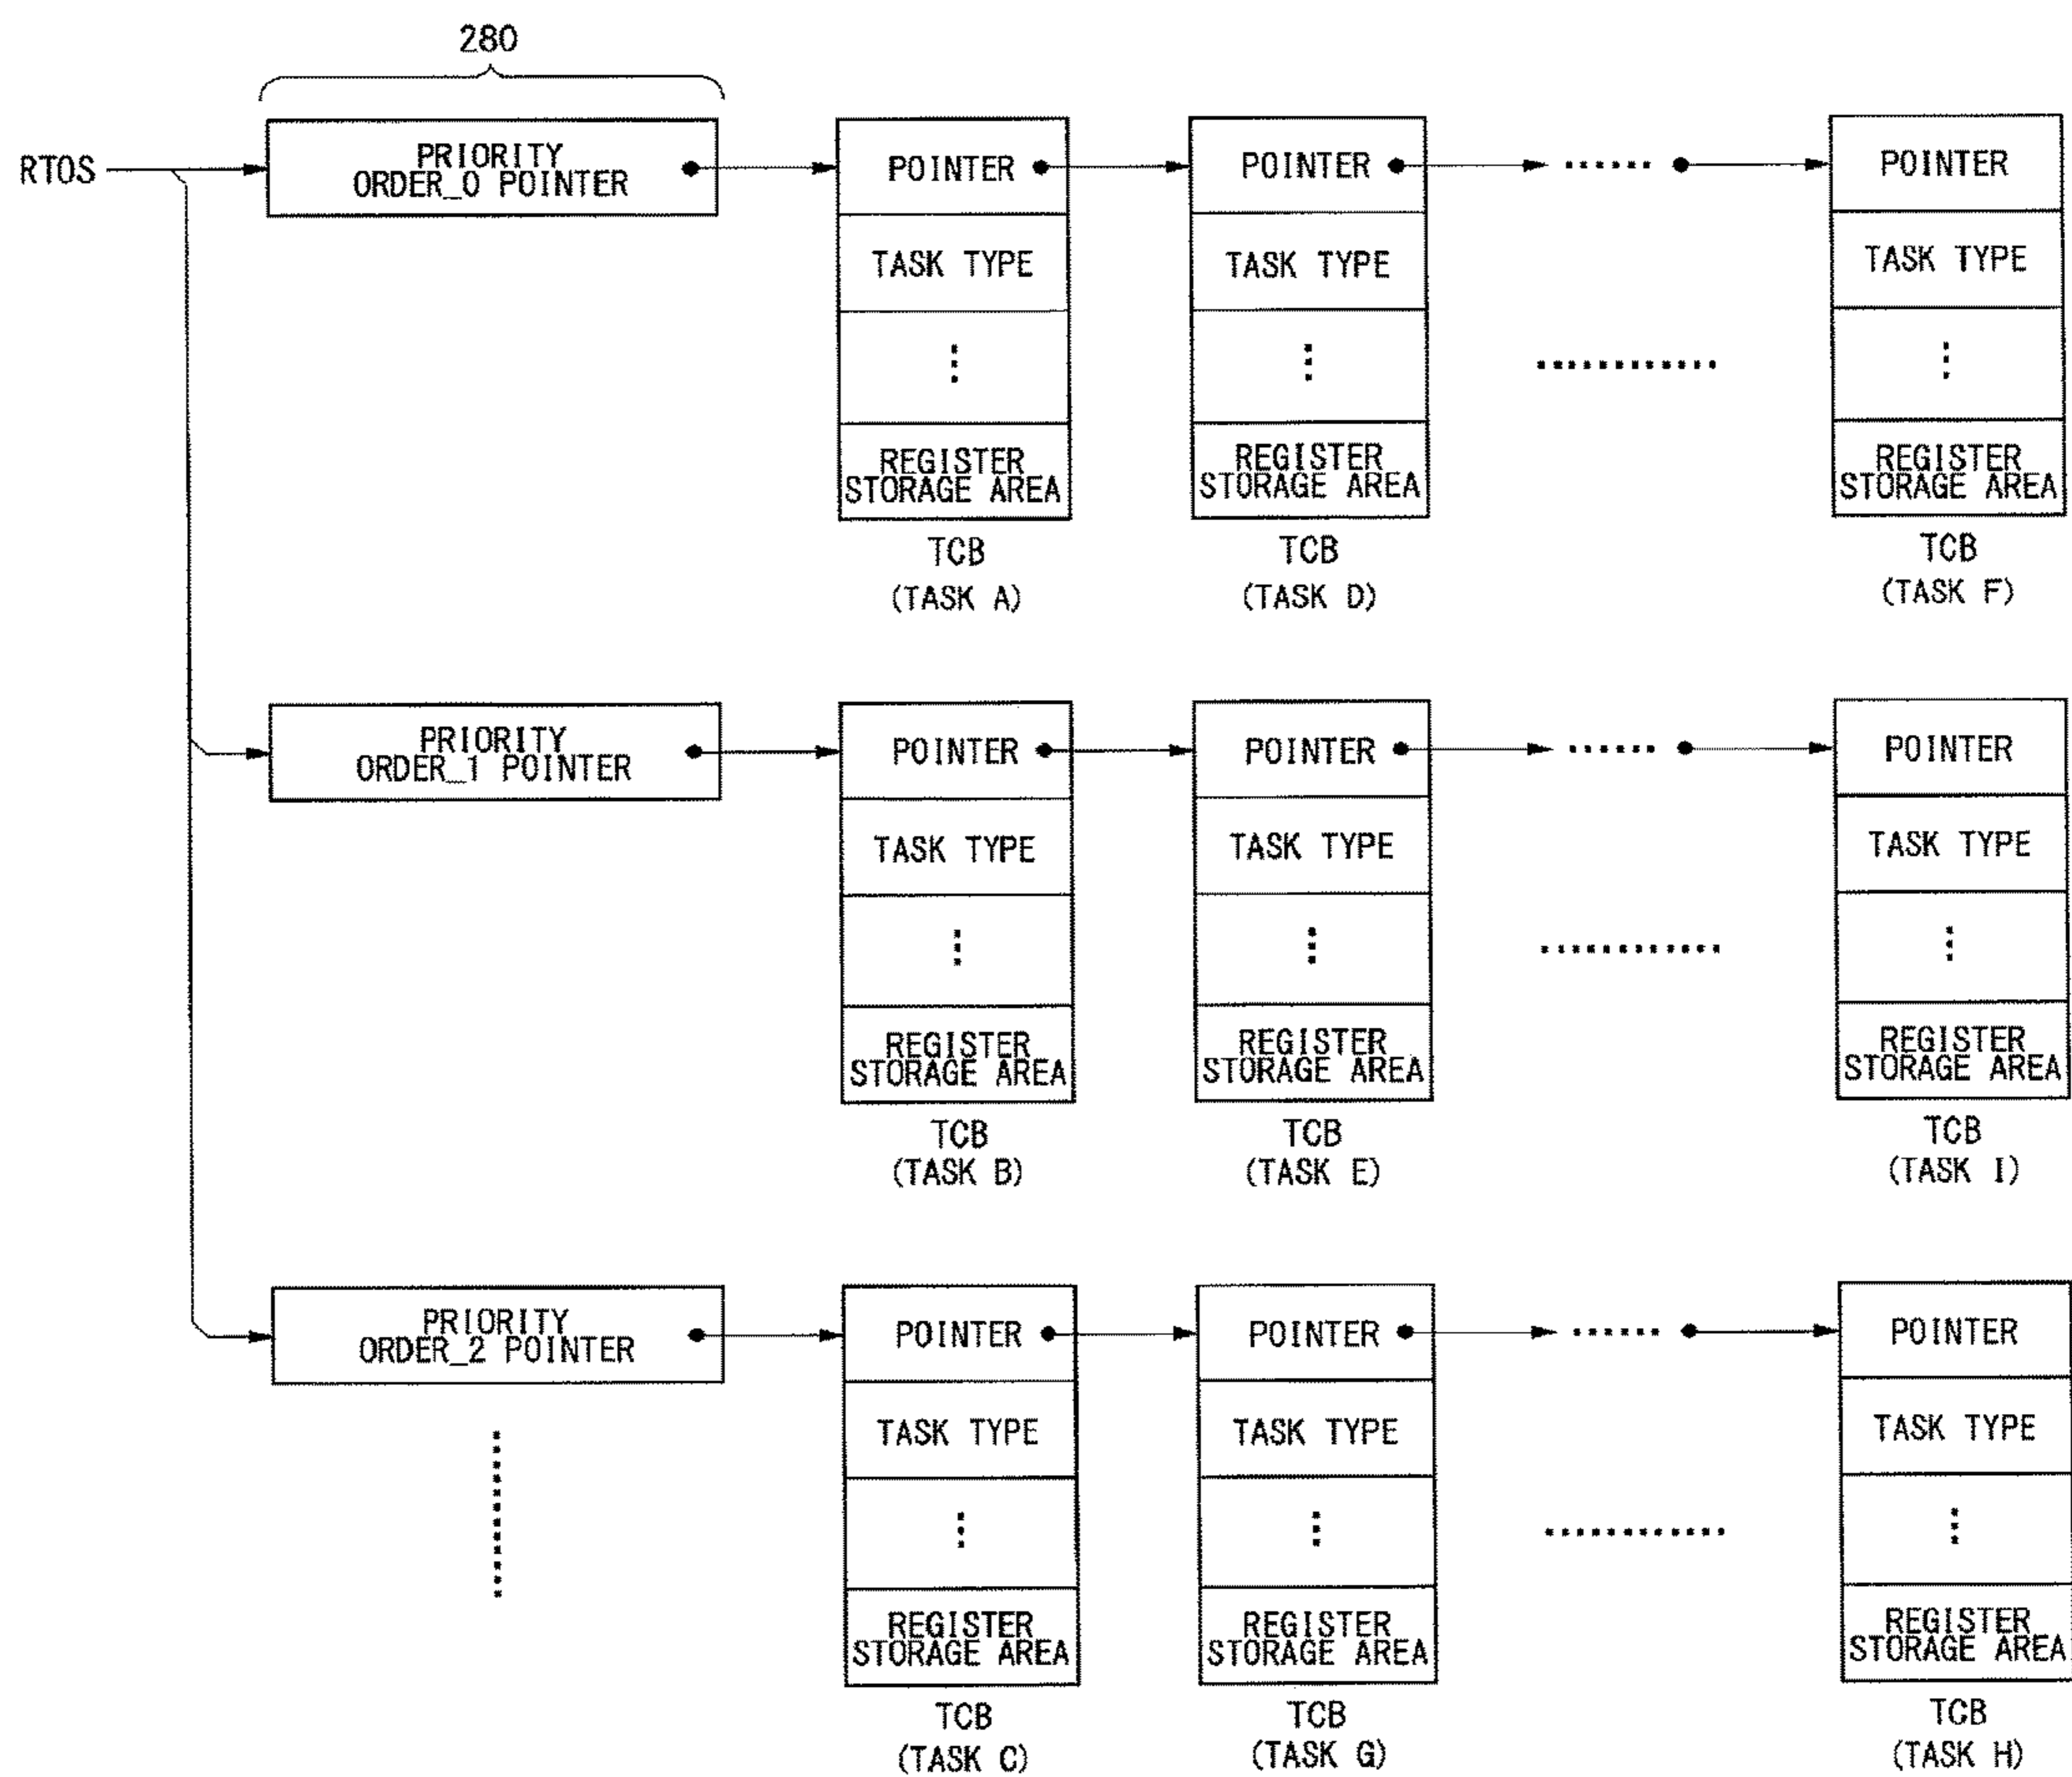 280
RTOS
PRIORITY
ORDER_0 POINTER
POINTER
TASK TYPE
REGISTER
STORAGE AREA
TCB
(TASK A)
POINTER
TASK TYPE
REGISTER
STORAGE AREA
TCB
(TASK D)
POINTER
TASK TYPE
REGISTER
STORAGE AREA
TCB
(TASK F)
PRIORITY
ORDER_1 POINTER
POINTER
TASK TYPE
REGISTER
STORAGE AREA
TCB
(TASK B)
POINTER
TASK TYPE
REGISTER
STORAGE AREA
TCB
(TASK E)
POINTER
TASK TYPE
REGISTER
STORAGE AREA
TCB
(TASK I)
PRIORITY
ORDER_2 POINTER
POINTER
TASK TYPE
REGISTER
STORAGE AREA
TCB
(TASK C)
POINTER
TASK TYPE
REGISTER
STORAGE AREA
TCB
(TASK G)
POINTER
TASK TYPE
REGISTER
STORAGE AREA
TCB
(TASK H)